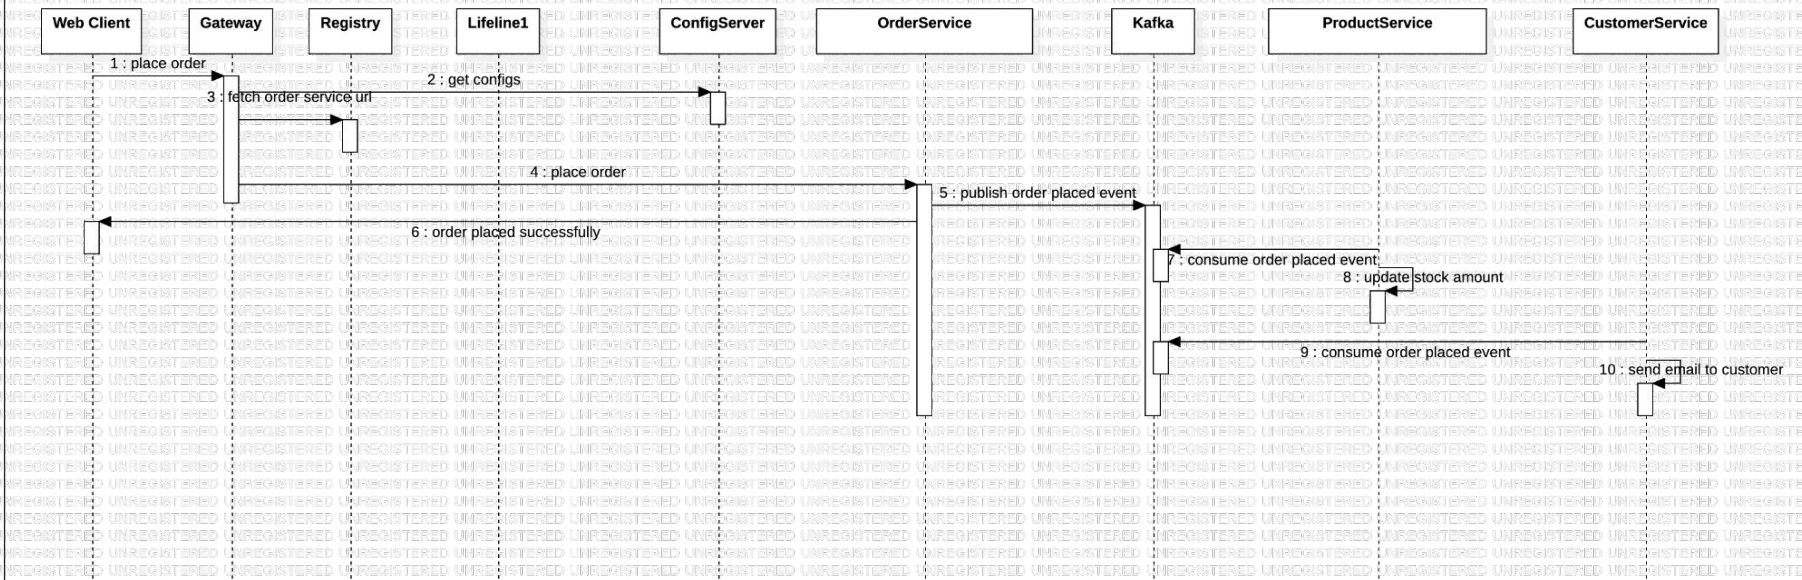 Web Client
Gateway
Registry
Lifeline1
ConfigServer
OrderService
Kafka
ProductService
CustomerService
1 : place order
2 : get configs
3 : fetch order service url
4 : place order
5 : publish order placed event
6 : order placed successfully
7 : consume order placed event
8 : update stock amount
9 : consume order placed event
10 : send email to customer
UNREGISTERED